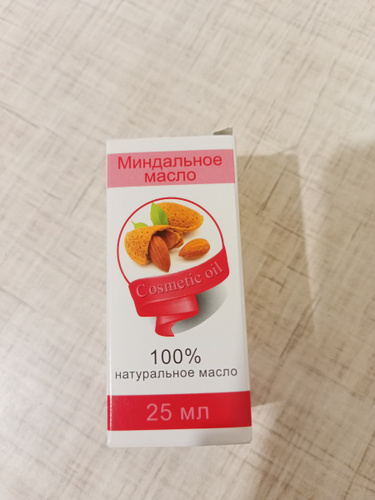 Миндальное
масло
Cosmetic oil
100%
натуральное масло
25 мл